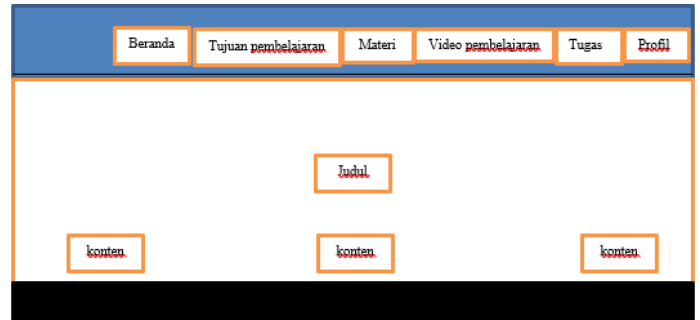 Beranda
Tujuan pembelajaran
Materi
Video pembelajaran
Tugas
Profil
Judul
konten
konten
konten